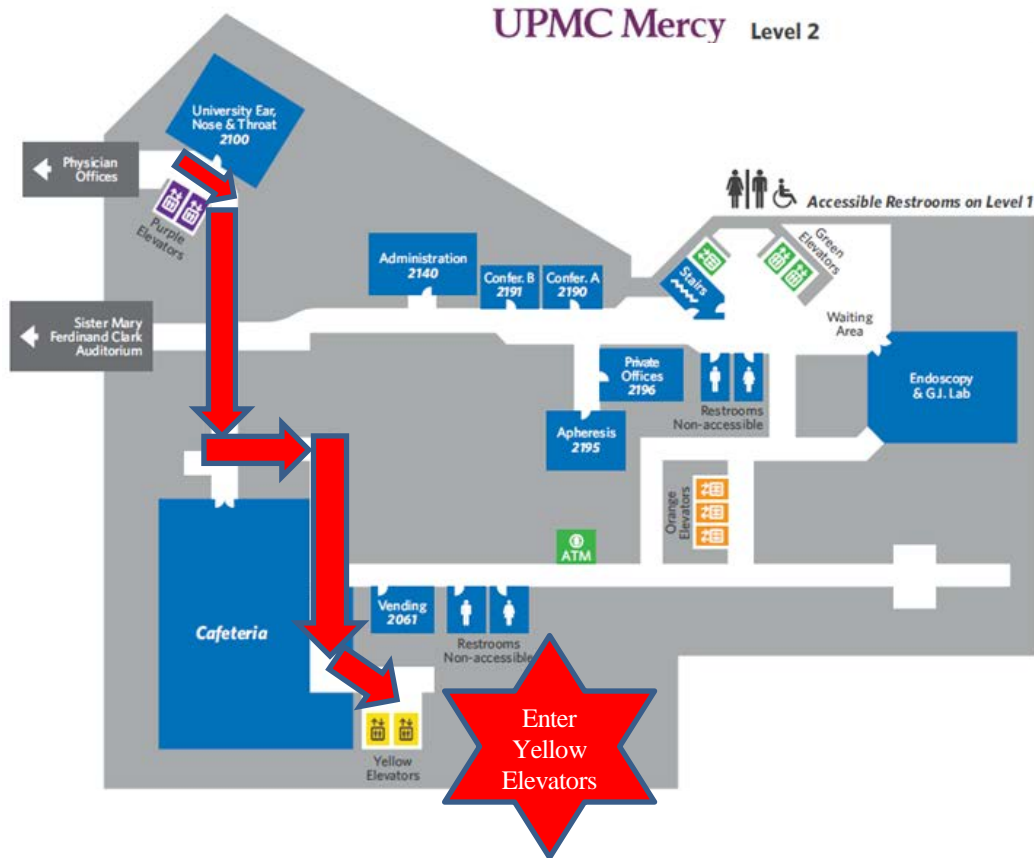 UPMC Mercy Level 2
University Ear,
Nose & Throat
2100
Physician
Offices
Purple
Elevators
Accessible Restrooms on Level 1
Green
Elevators
Administration
2140
Confer. B
2191
Confer. A
2190
Stairs
Sister Mary
Ferdinand Clark
Auditorium
Waiting
Area
Private
Offices
2196
Restrooms
Non-accessible
Endoscopy
& G.I. Lab
Apheresis
2195
Orange
Elevators
ATM
Cafeteria
Vending
2061
Restrooms
Non-accessible
Enter
Yellow
Elevators
Yellow
Elevators